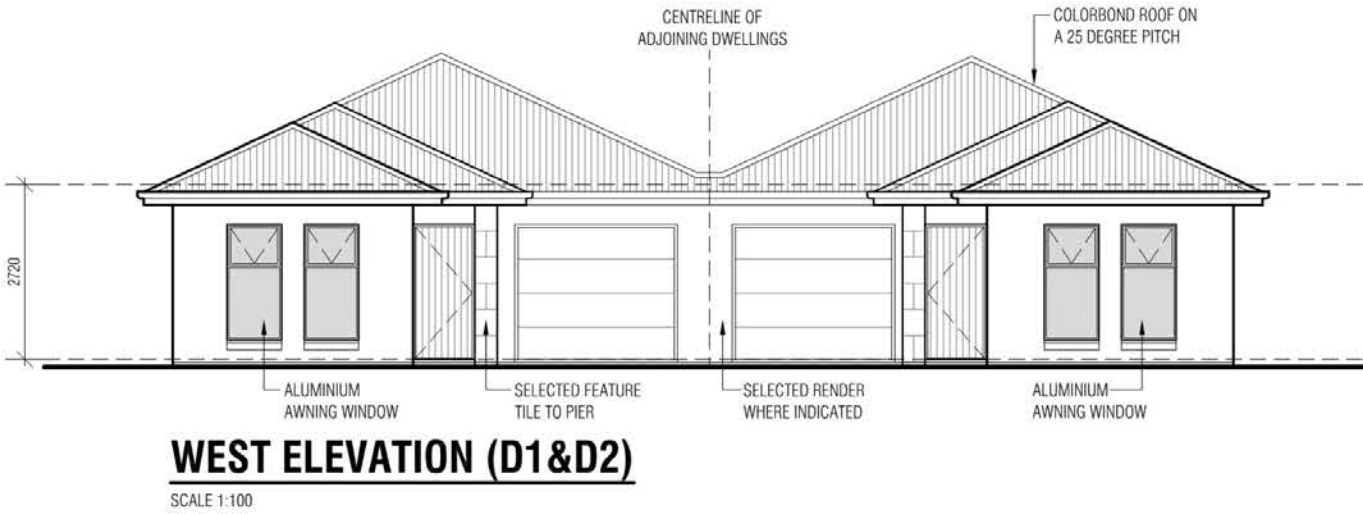 CENTRELINE OF
ADJOINING DWELLINGS
COLORBOND ROOF ON
A 25 DEGREE PITCH
2720
ALUMINIUM
AWNING WINDOW
SELECTED FEATURE
TILE TO PIER
SELECTED RENDER
WHERE INDICATED
ALUMINIUM
AWNING WINDOW
WEST ELEVATION (D1&D2)
SCALE 1:100